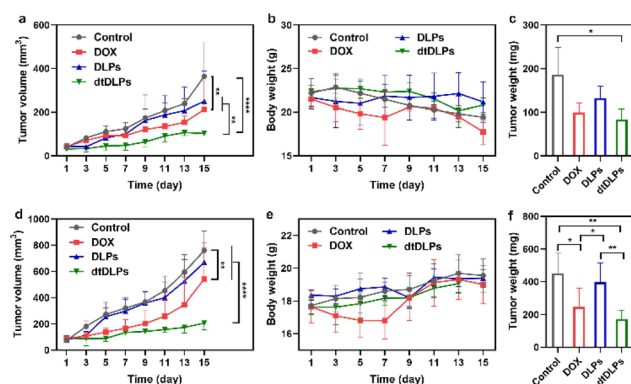 a
Tumor volume (mm³)
600
400
200
0
Control
DOX
DLPs
dtDLPs
**
**
****
1 3 5 7 9 11 13 15
Time (day)
b
Body weight (g)
30
25
20
15
Control
DOX
DLPs
dtDLPs
1 3 5 7 9 11 13 15
Time (day)
c
Tumor weight (mg)
300
200
100
0
*
Control
DOX
DLPs
dtDLPs
d
Tumor volume (mm³)
1000
800
600
400
200
0
Control
DOX
DLPs
dtDLPs
**
****
1 3 5 7 9 11 13 15
Time (day)
e
Body weight (g)
22
20
18
16
Control
DOX
DLPs
dtDLPs
1 3 5 7 9 11 13 15
Time (day)
f
Tumor weight (mg)
800
600
400
200
0
**
*
*
**
Control
DOX
DLPs
dtDLPs